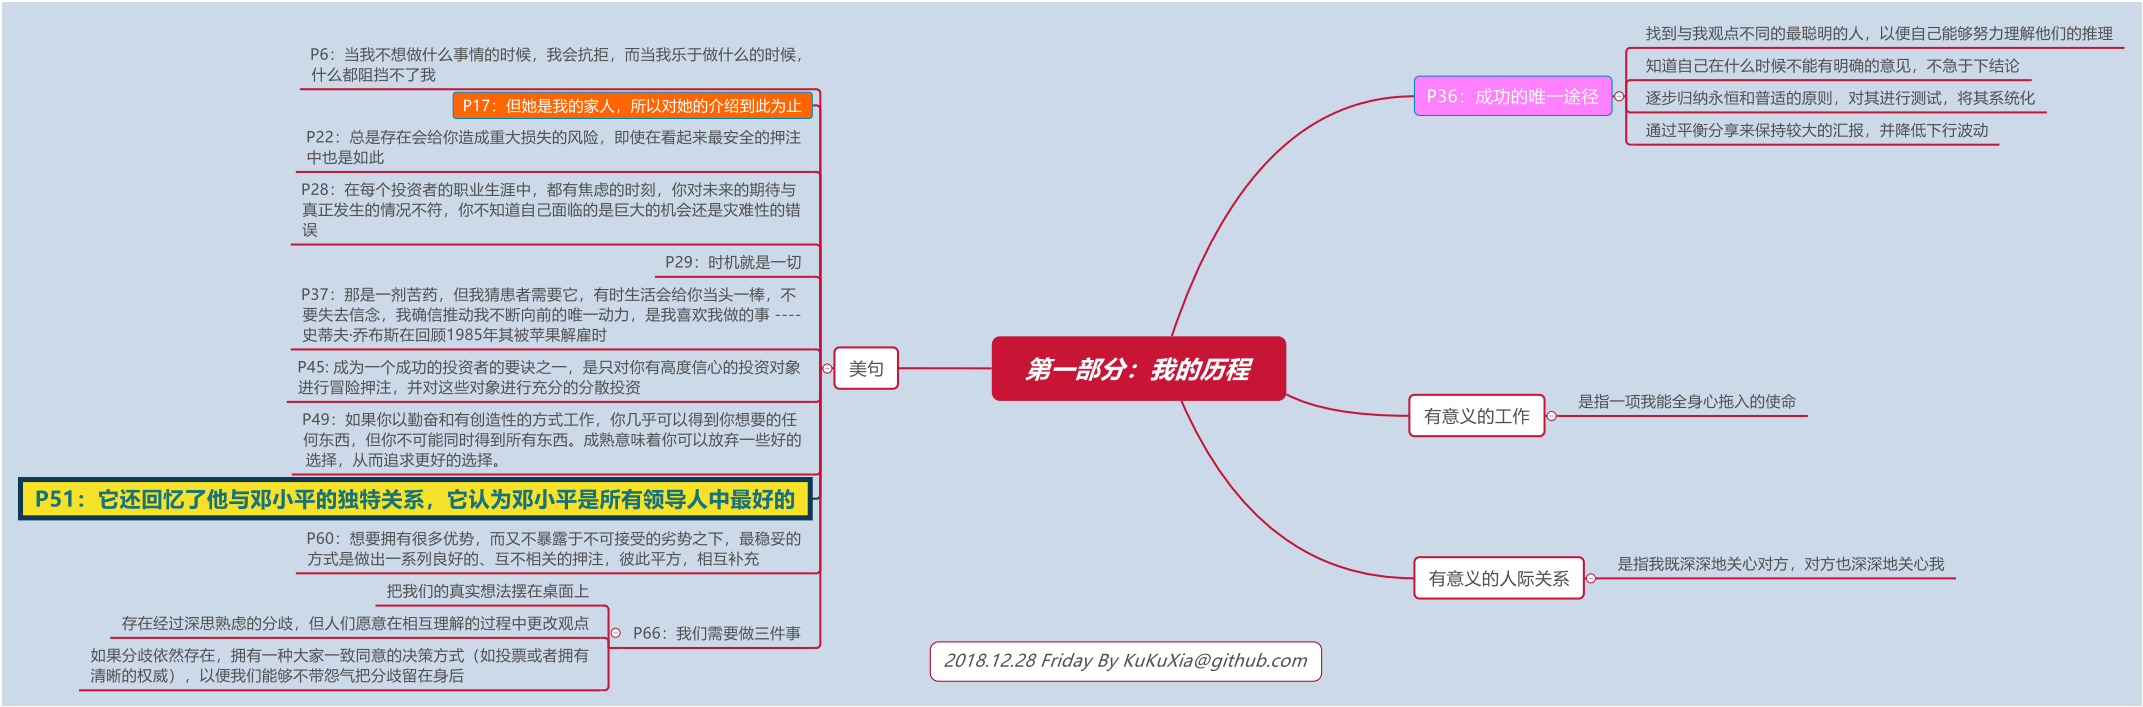 第一部分：我的历程
P36：成功的唯一途径
找到与我观点不同的最聪明的人，以便自己能够努力理解他们的推理
知道自己在什么时候不能有明确的意见，不急于下结论
逐步归纳永恒和普适的原则，对其进行测试，将其系统化
通过平衡分享来保持较大的汇报，并降低下行波动
有意义的工作
是指一项我能全身心拖入的使命
有意义的人际关系
是指我既深深地关心对方，对方也深深地关心我
美句
P6：当我不想做什么事情的时候，我会抗拒，而当我乐于做什么的时候，
什么都阻挡不了我
P17：但她是我的家人，所以对她的介绍到此为止
P22：总是存在会给你造成重大损失的风险，即使在看起来最安全的押注
中也是如此
P28：在每个投资者的职业生涯中，都有焦虑的时刻，你对未来的期待与
真正发生的情况不符，你不知道自己面临的是巨大的机会还是灾难性的错
误
P29：时机就是一切
P37：那是一剂苦药，但我猜患者需要它，有时生活会给你当头一棒，不
要失去信念，我确信推动我不断向前的唯一动力，是我喜欢我做的事 ----
史蒂夫·乔布斯在回顾1985年其被苹果解雇时
P45: 成为一个成功的投资者的要诀之一，是只对你有高度信心的投资对象
进行冒险押注，并对这些对象进行充分的分散投资
P49：如果你以勤奋和有创造性的方式工作，你几乎可以得到你想要的任
何东西，但你不可能同时得到所有东西。成熟意味着你可以放弃一些好的
选择，从而追求更好的选择。
P51：它还回忆了他与邓小平的独特关系，它认为邓小平是所有领导人中最好的
P60：想要拥有很多优势，而又不暴露于不可接受的劣势之下，最稳妥的
方式是做出一系列良好的、互不相关的押注，彼此平方，相互补充
P66：我们需要做三件事
把我们的真实想法摆在桌面上
存在经过深思熟虑的分歧，但人们愿意在相互理解的过程中更改观点
如果分歧依然存在，拥有一种大家一致同意的决策方式（如投票或者拥有
清晰的权威），以便我们能够不带怨气把分歧留在身后
2018.12.28 Friday By KuKuXia@github.com